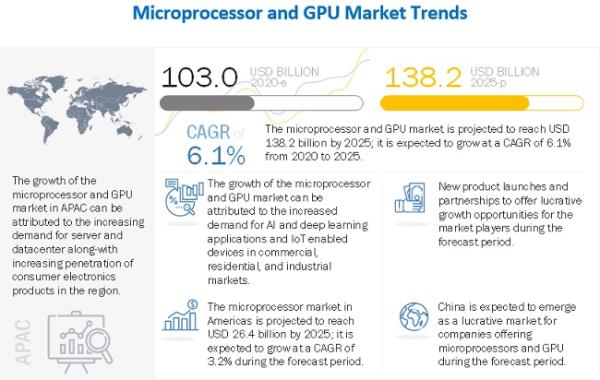 Microprocessor and GPU Market Trends
103.0 USD BILLION
2020-e
138.2 USD BILLION
2025-p
CAGR of
6.1%
The microprocessor and GPU market is projected to reach USD
138.2 billion by 2025; it is expected to grow at a CAGR of 6.1%
from 2020 to 2025.
The growth of the
microprocessor and GPU
market in APAC can be
attributed to the increasing
demand for server and
datacenter along-with
increasing penetration of
consumer electronics
products in the region.
APAC
The growth of the microprocessor
and GPU market can be
attributed to the increased
demand for AI and deep learning
applications and IoT enabled
devices in commercial,
residential, and industrial
markets.
New product launches and
partnerships to offer lucrative
growth opportunities for the
market players during the
forecast period.
The microprocessor market in
Americas is projected to reach
USD 26.4 billion by 2025; it is
expected to grow at a CAGR of
3.2% during the forecast period.
China is expected to emerge
as a lucrative market for
companies offering
microprocessors and GPU
during the forecast period.